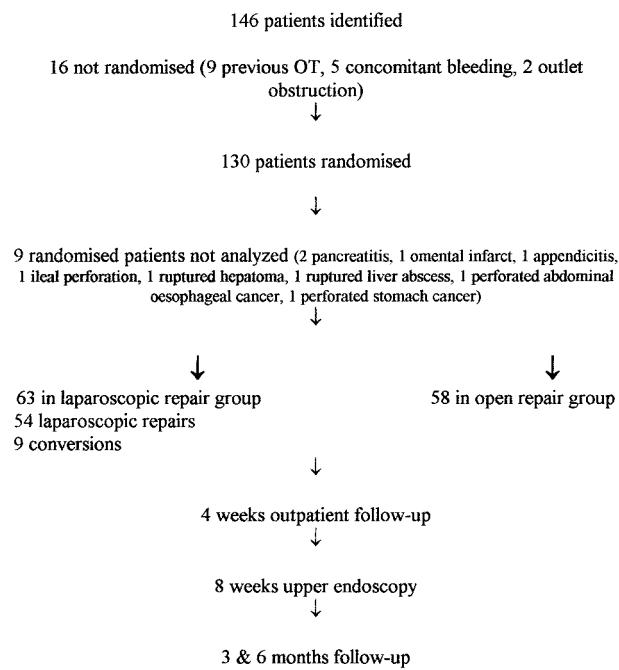 146 patients identified
16 not randomised (9 previous OT, 5 concomitant bleeding, 2 outlet
obstruction)
↓
130 patients randomised
↓
9 randomised patients not analyzed (2 pancreatitis, 1 omental infarct, 1 appendicitis,
1 ileal perforation, 1 ruptured hepatoma, 1 ruptured liver abscess, 1 perforated abdominal
oesophageal cancer, 1 perforated stomach cancer)
↓
↓ ↓
63 in laparoscopic repair group 58 in open repair group
54 laparoscopic repairs
9 conversions
↓
4 weeks outpatient follow-up
↓
8 weeks upper endoscopy
↓
3 & 6 months follow-up